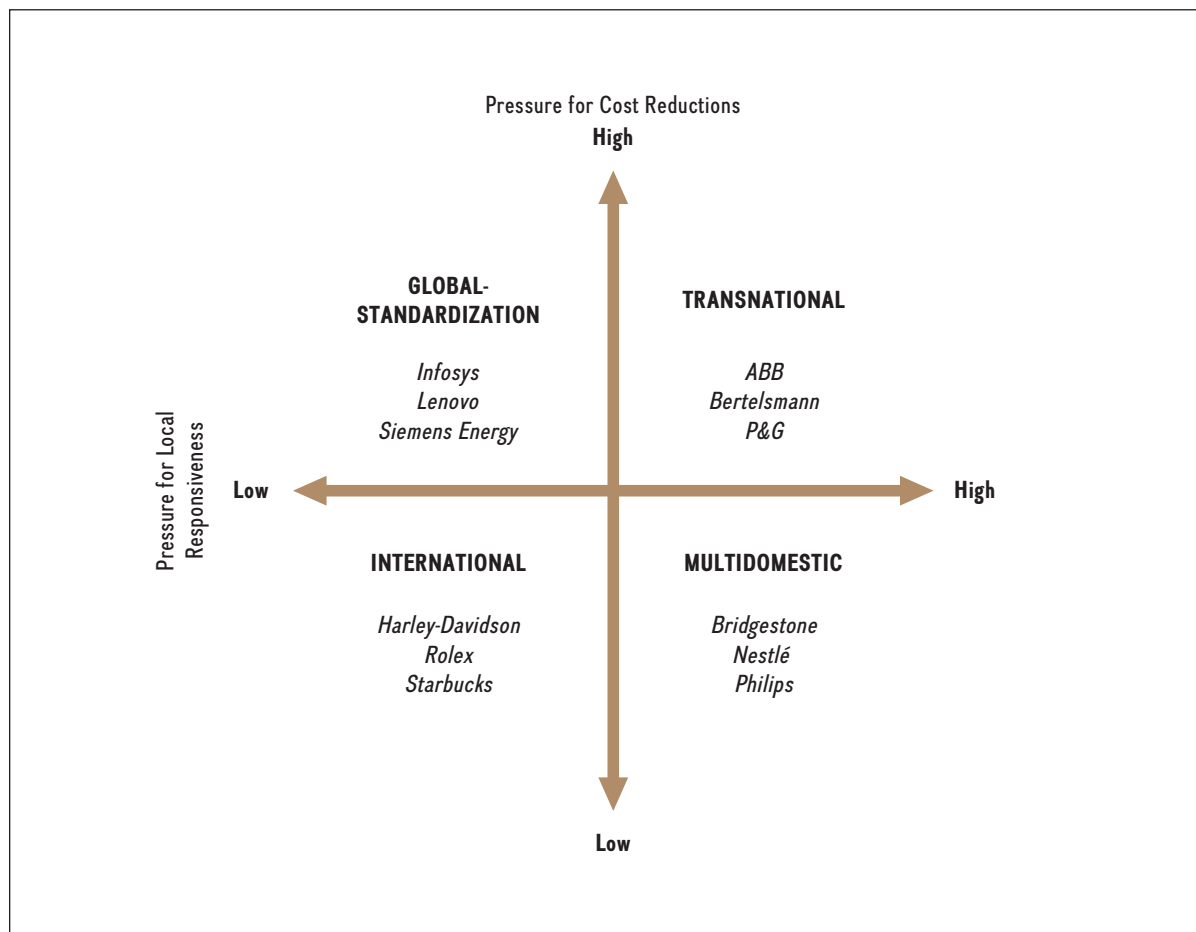 Pressure for Cost Reductions
High
GLOBAL-
STANDARDIZATION
Infosys
Lenovo
Siemens Energy
TRANSNATIONAL
ABB
Bertelsmann
P&G
Pressure for Local
Responsiveness
Low
High
INTERNATIONAL
Harley-Davidson
Rolex
Starbucks
MULTIDOMESTIC
Bridgestone
Nestlé
Philips
Low